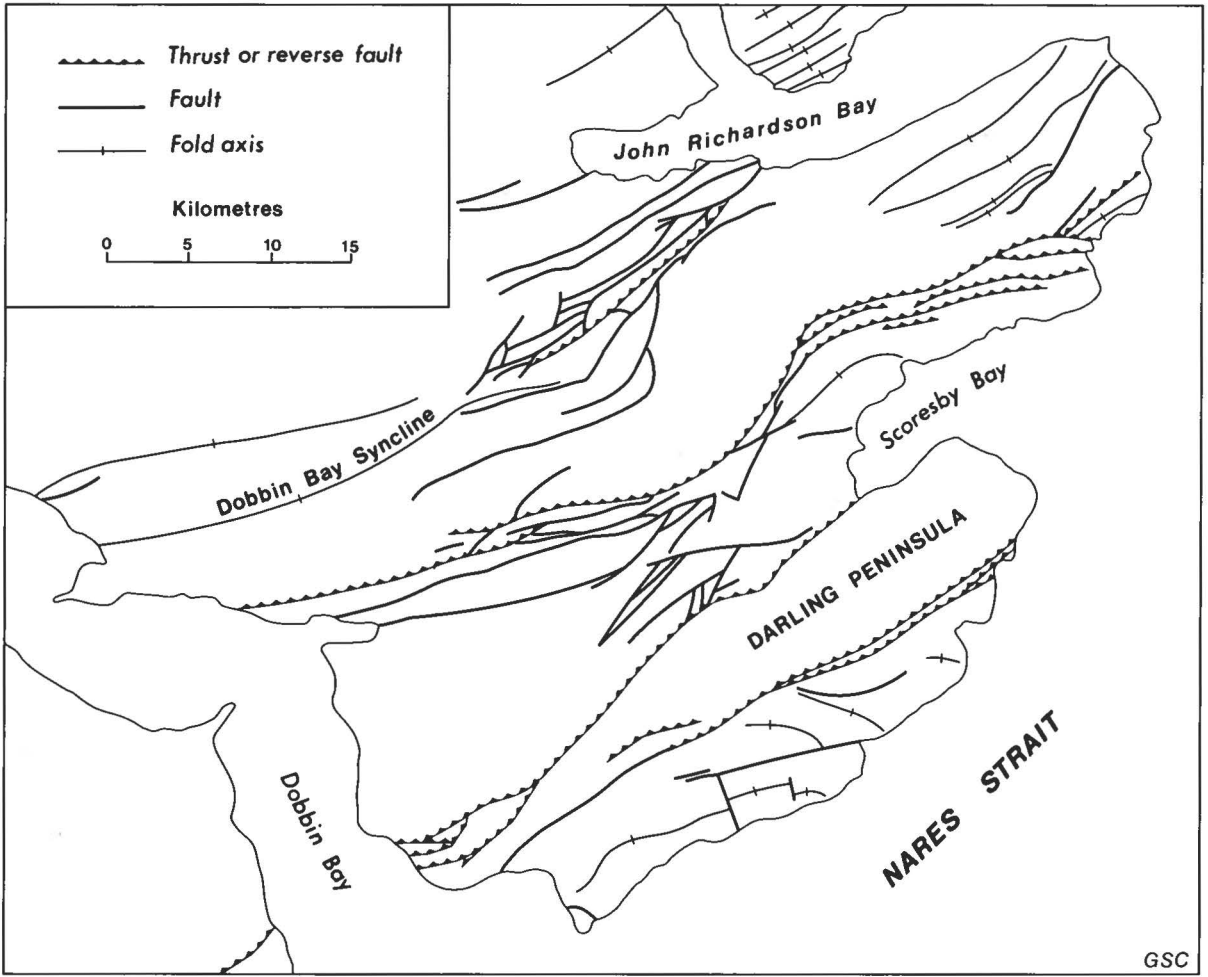 Thrust or reverse fault
Fault
Fold axis
Kilometres
0 5 10 15
John Richardson Bay
Dobbin Bay Syncline
Scoresby Bay
DARLING PENINSULA
Dobbin Bay
NARES STRAIT
GSC